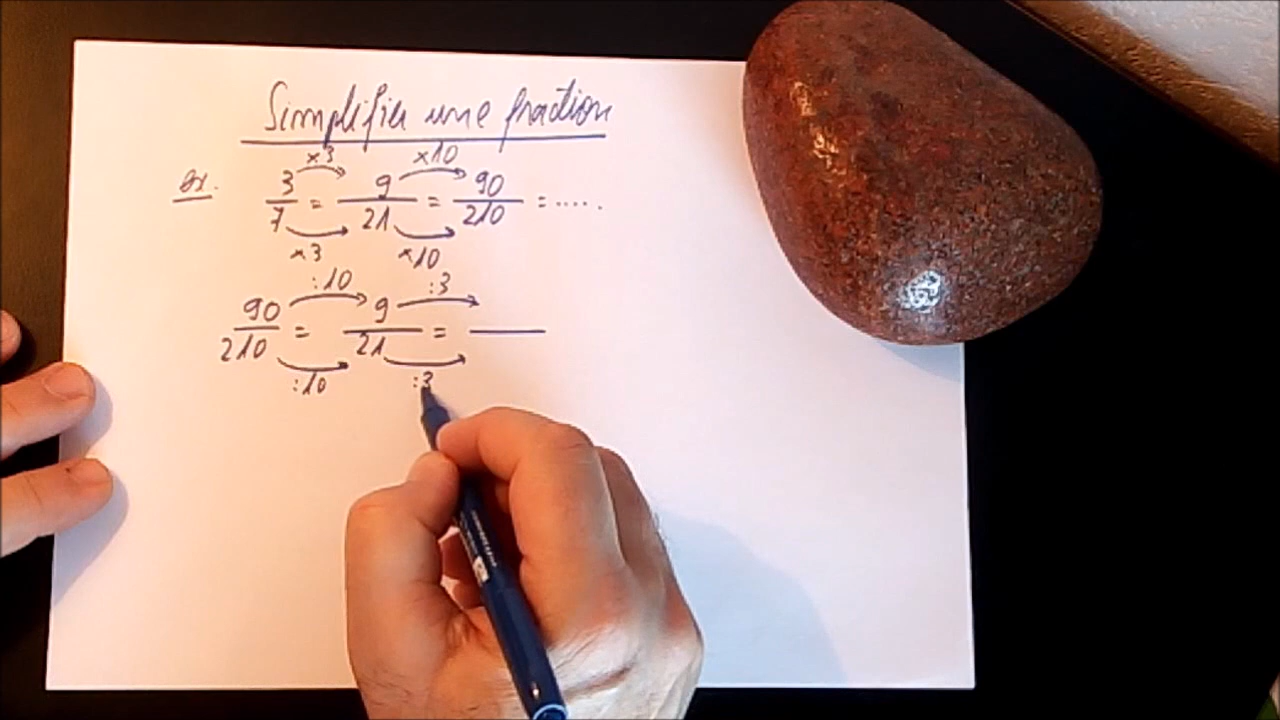 Simplifier une fraction
×3 ×10
Ex. 3/7 = 9/21 = 90/210 = .....
×3 ×10
:10 :3
90/210 = 9/21 =
:10 :3